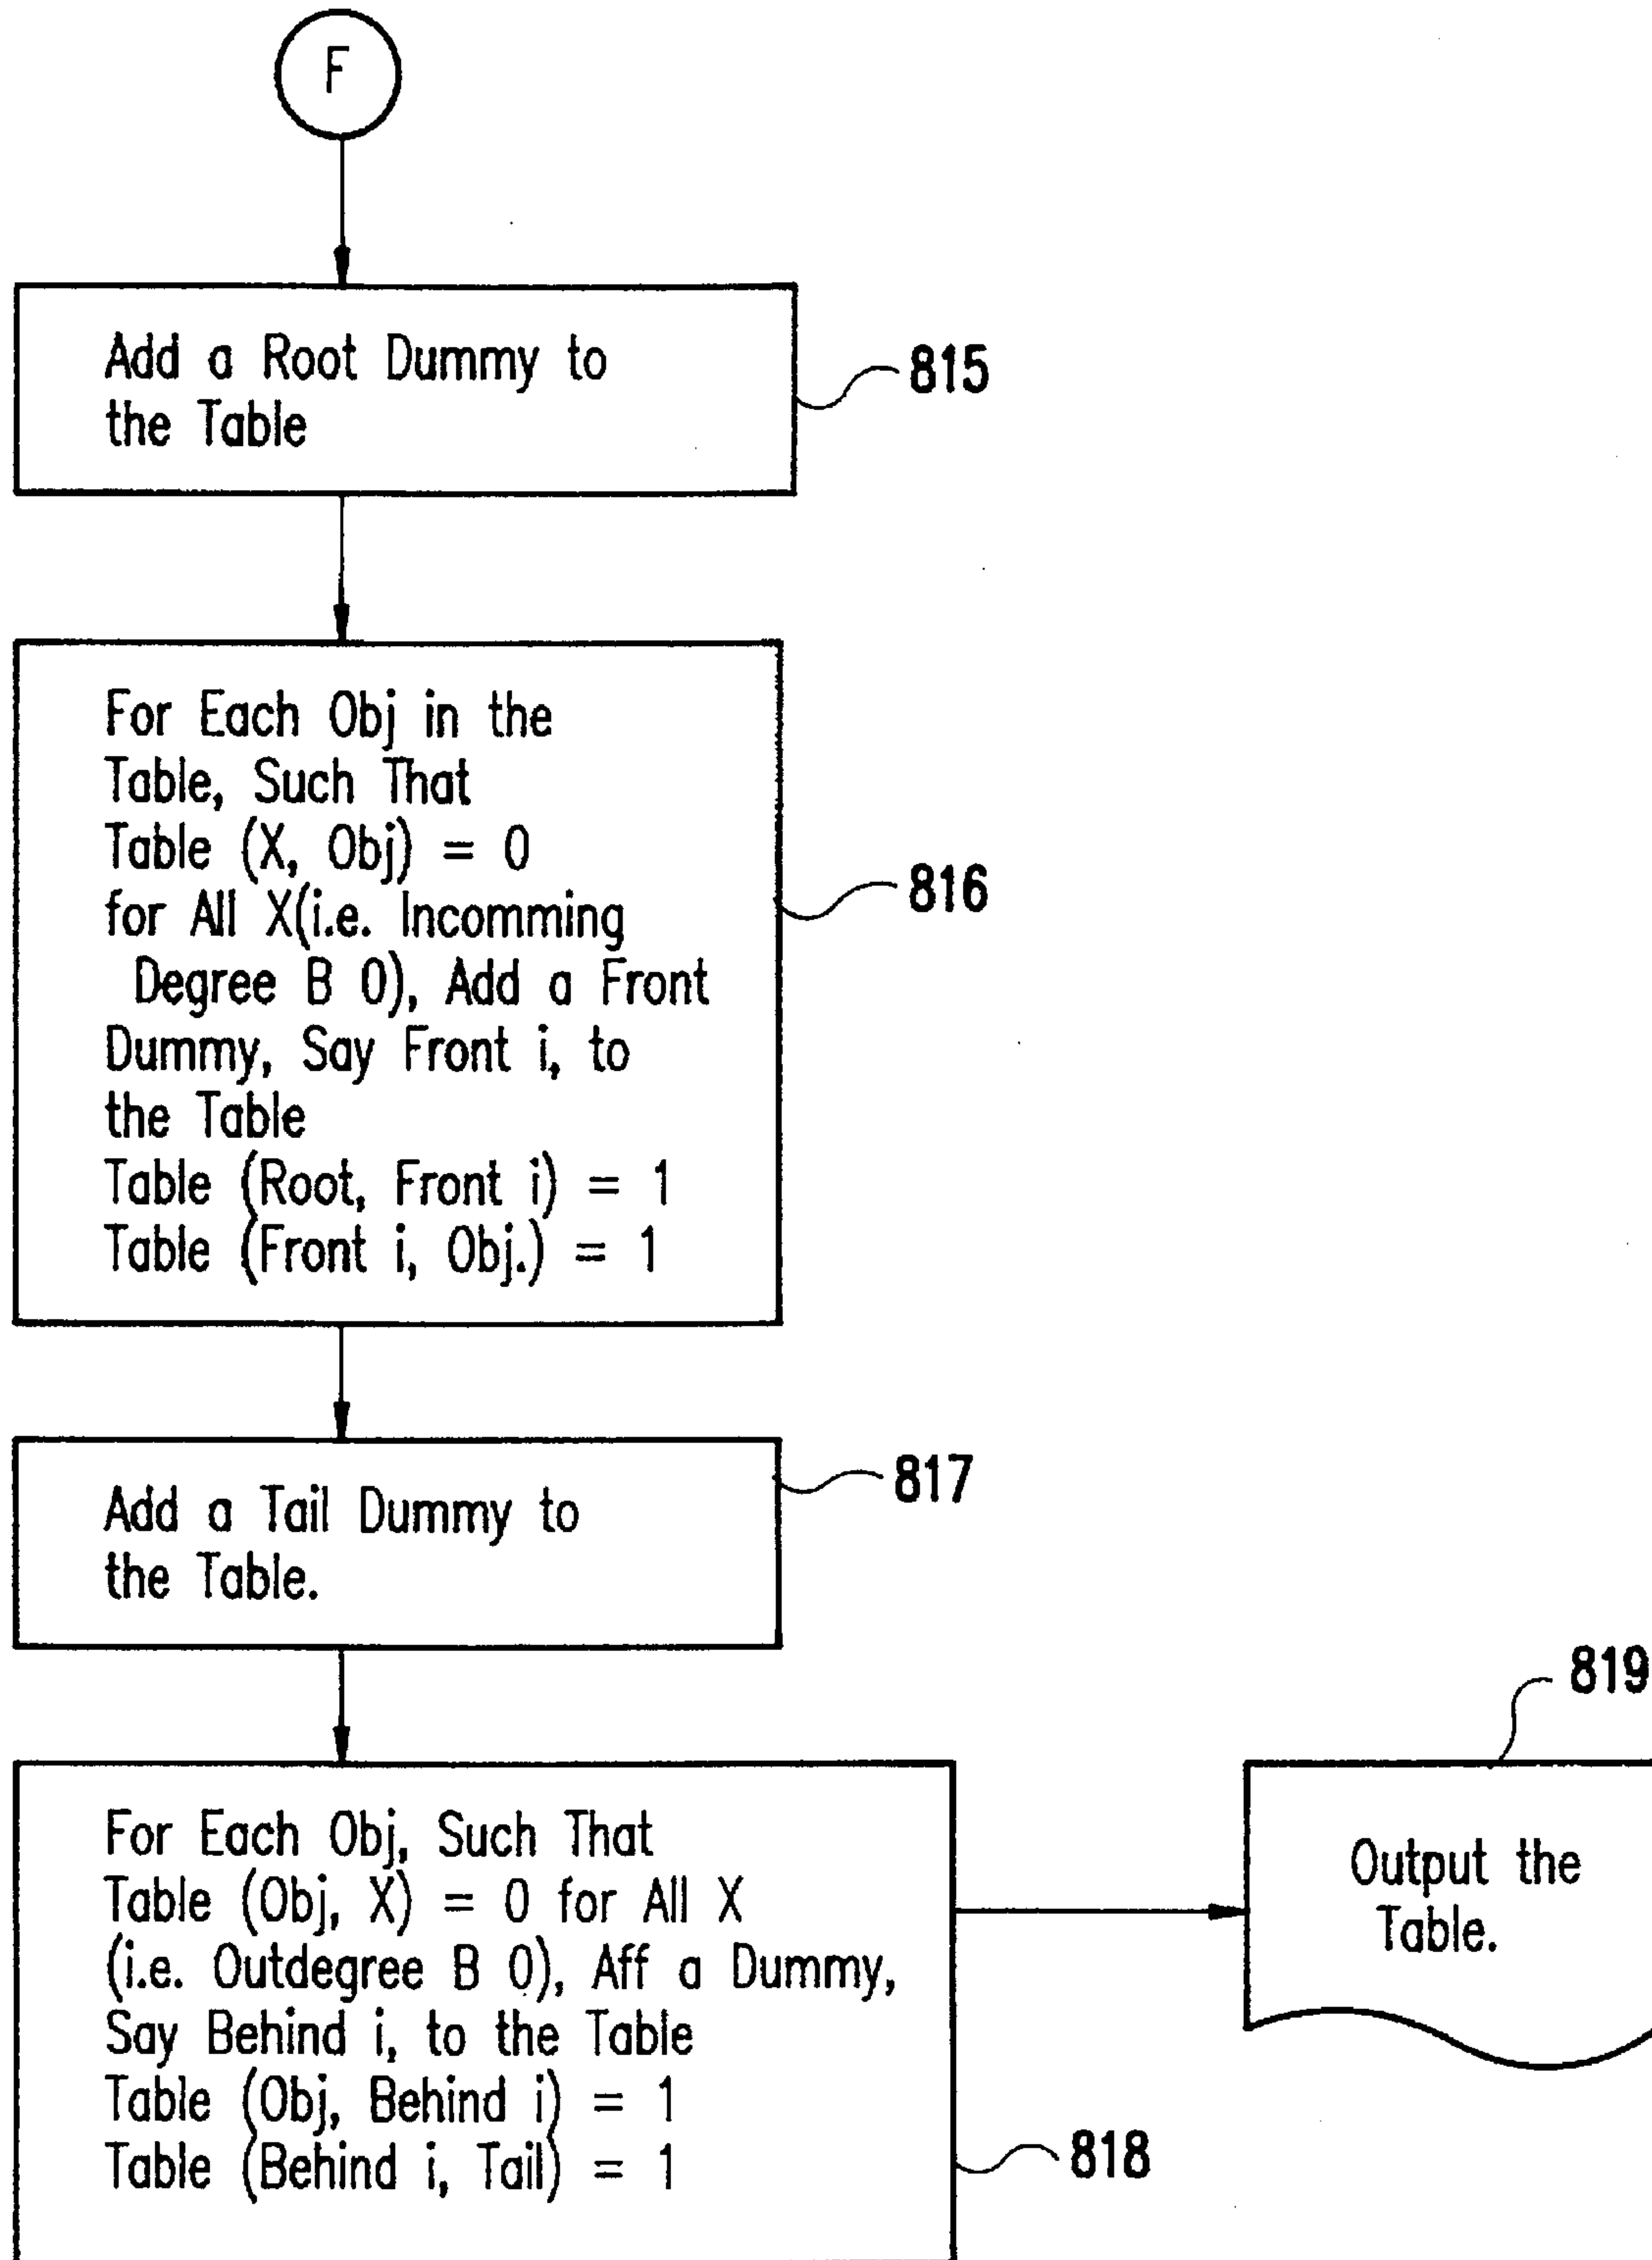 F
Add a Root Dummy to
the Table
815
For Each Obj in the
Table, Such That
Table (X, Obj) = 0
for All X(i.e. Incomming
Degree B 0), Add a Front
Dummy, Say Front i, to
the Table
Table (Root, Front i) = 1
Table (Front i, Obj.) = 1
816
Add a Tail Dummy to
the Table.
817
For Each Obj, Such That
Table (Obj, X) = 0 for All X
(i.e. Outdegree B 0), Aff a Dummy,
Say Behind i, to the Table
Table (Obj, Behind i) = 1
Table (Behind i, Tail) = 1
818
819
Output the
Table.